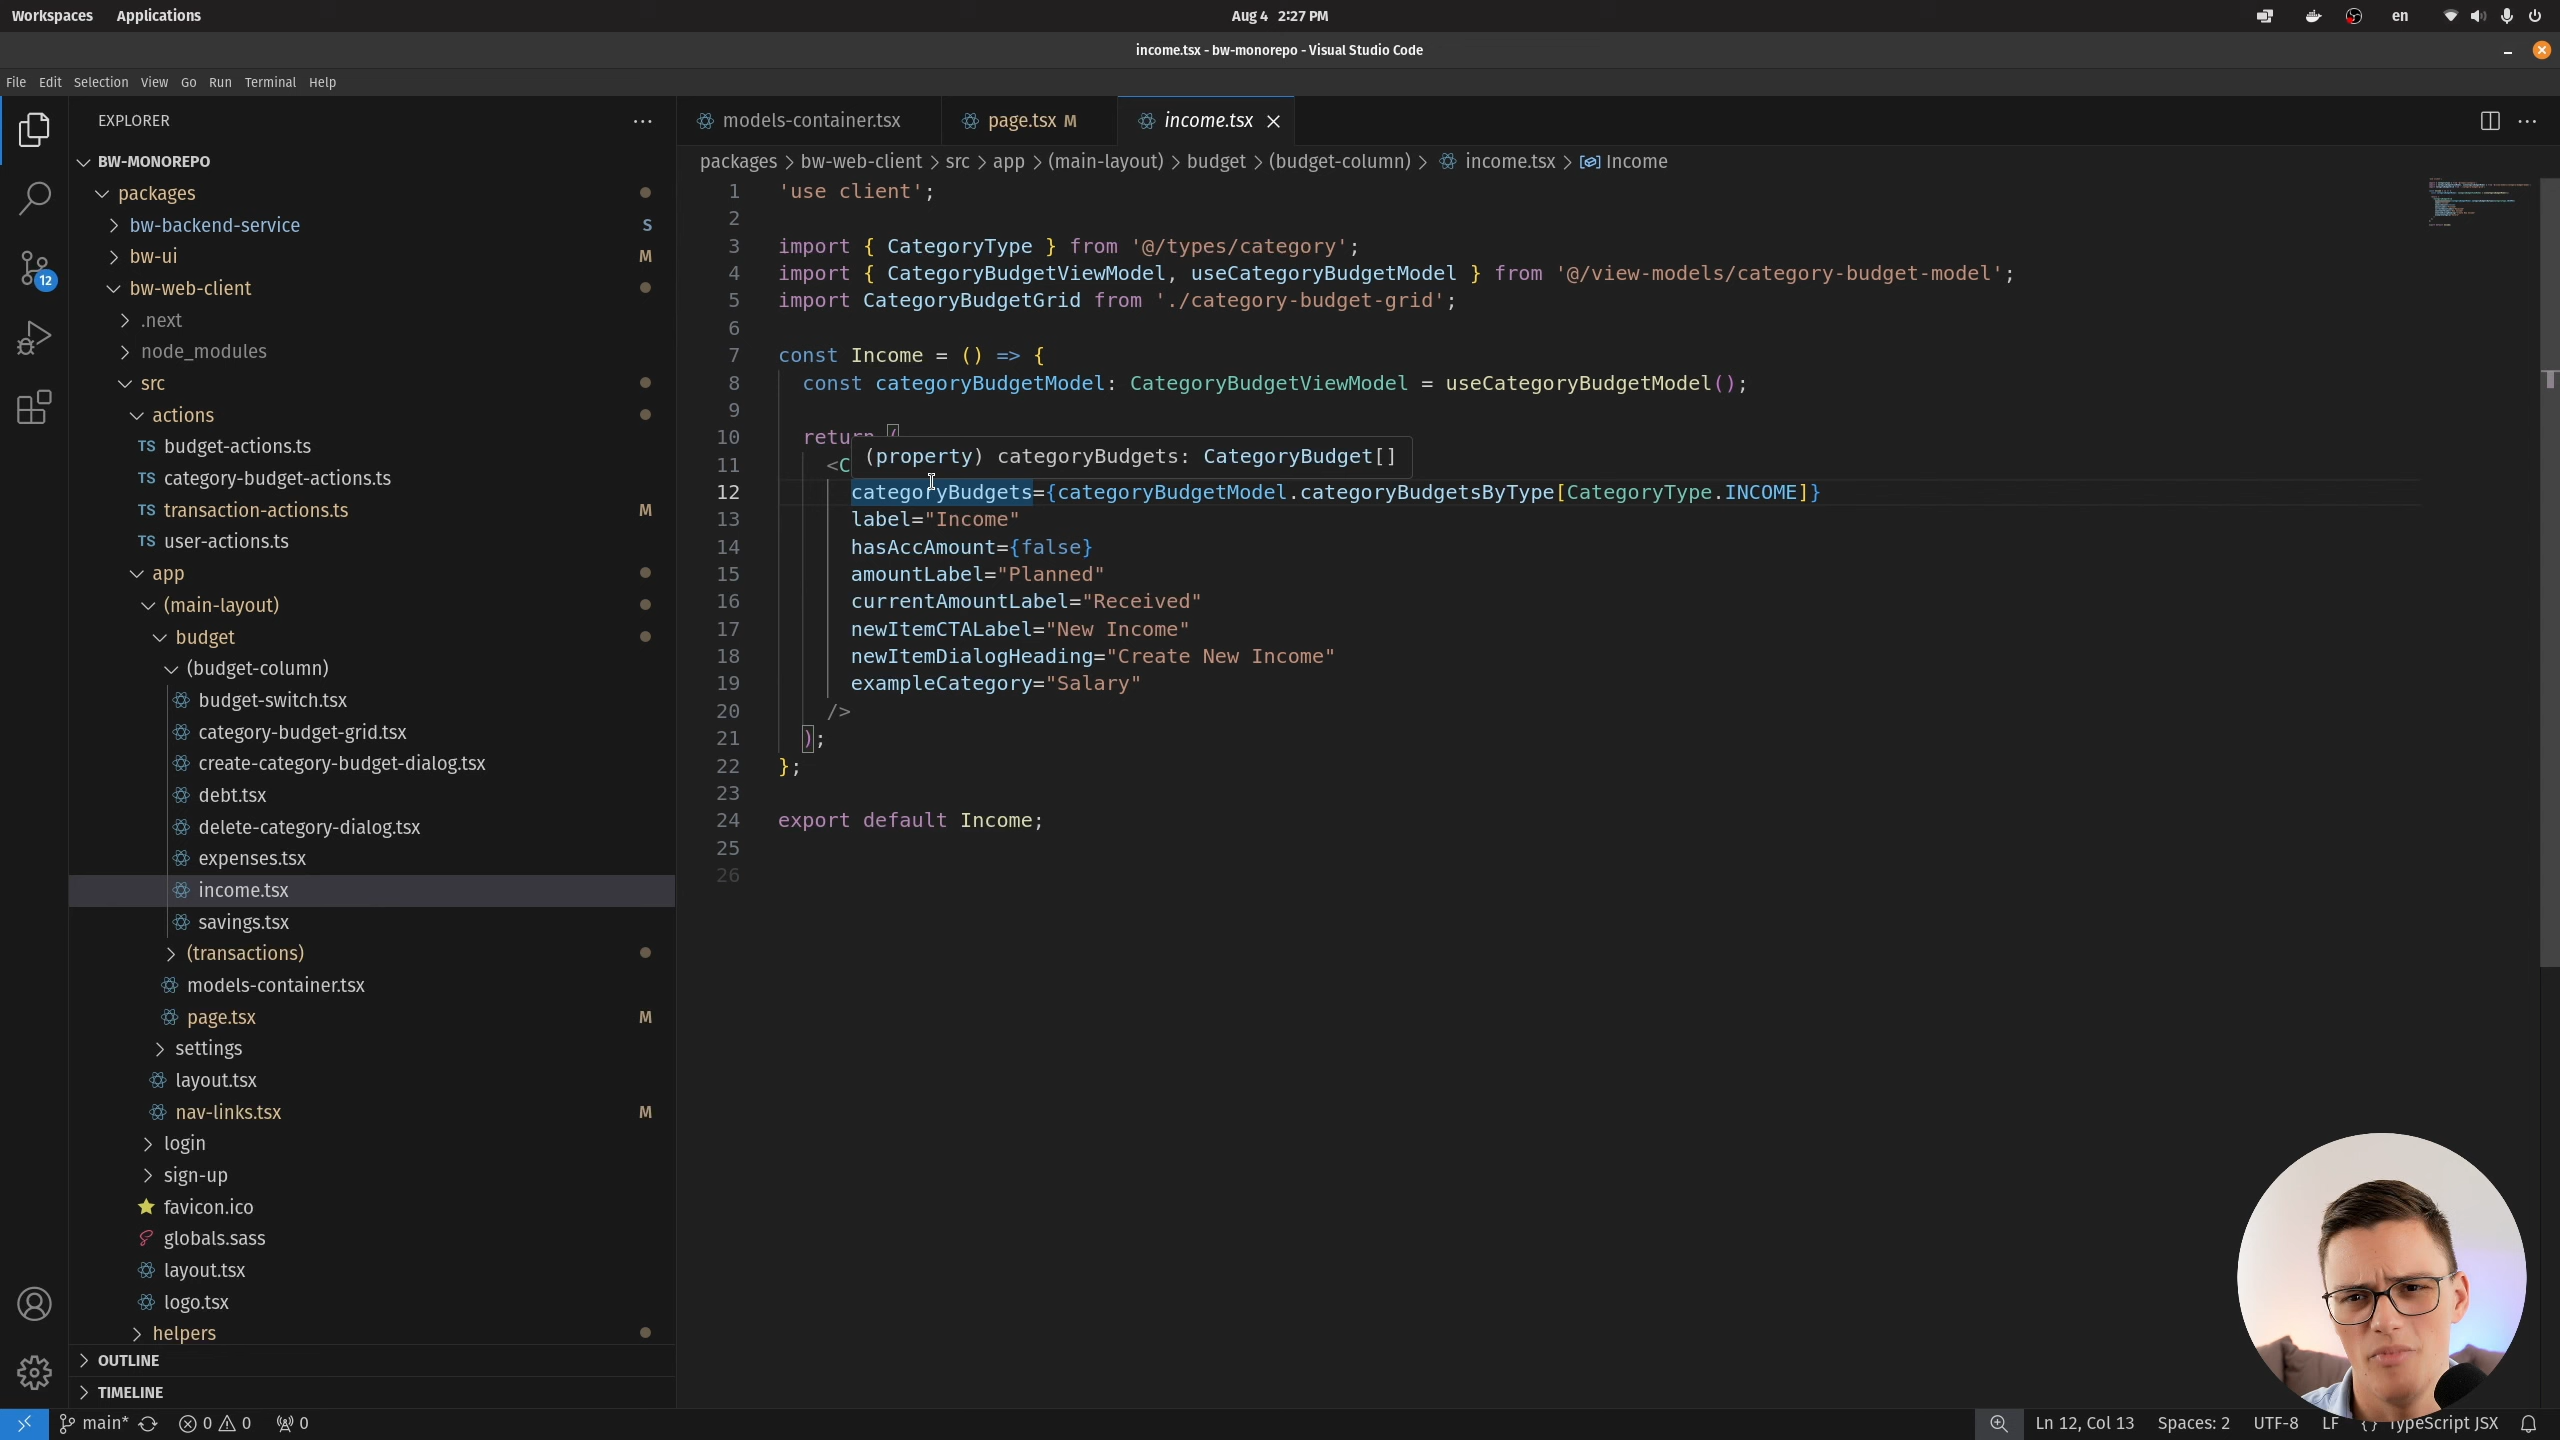 Workspaces Applications
Aug 4 2:27 PM
en
income.tsx - bw-monorepo - Visual Studio Code
File Edit Selection View Go Run Terminal Help
EXPLORER
BW-MONOREPO
packages
bw-backend-service S
bw-ui M
bw-web-client
.next
node_modules
src
actions
TS budget-actions.ts
TS category-budget-actions.ts
TS transaction-actions.ts M
TS user-actions.ts
app
(main-layout)
budget
(budget-column)
budget-switch.tsx
category-budget-grid.tsx
create-category-budget-dialog.tsx
debt.tsx
delete-category-dialog.tsx
expenses.tsx
income.tsx
savings.tsx
(transactions)
models-container.tsx
page.tsx M
settings
layout.tsx
nav-links.tsx M
login
sign-up
favicon.ico
globals.sass
layout.tsx
logo.tsx
helpers
OUTLINE
TIMELINE
12
models-container.tsx page.tsx M income.tsx
packages > bw-web-client > src > app > (main-layout) > budget > (budget-column) > income.tsx > Income
1 'use client';
2
3 import { CategoryType } from '@/types/category';
4 import { CategoryBudgetViewModel, useCategoryBudgetModel } from '@/view-models/category-budget-model';
5 import CategoryBudgetGrid from './category-budget-grid';
6
7 const Income = () => {
8 const categoryBudgetModel: CategoryBudgetViewModel = useCategoryBudgetModel();
9
10 return (
(property) categoryBudgets: CategoryBudget[]
11 <C
12 categoryBudgets={categoryBudgetModel.categoryBudgetsByType[CategoryType.INCOME]}
13 label="Income"
14 hasAccAmount={false}
15 amountLabel="Planned"
16 currentAmountLabel="Received"
17 newItemCTALabel="New Income"
18 newItemDialogHeading="Create New Income"
19 exampleCategory="Salary"
20 />
21 );
22 };
23
24 export default Income;
25
26
main* 0 0 0
Ln 12, Col 13 Spaces: 2 UTF-8 LF {} TypeScript JSX